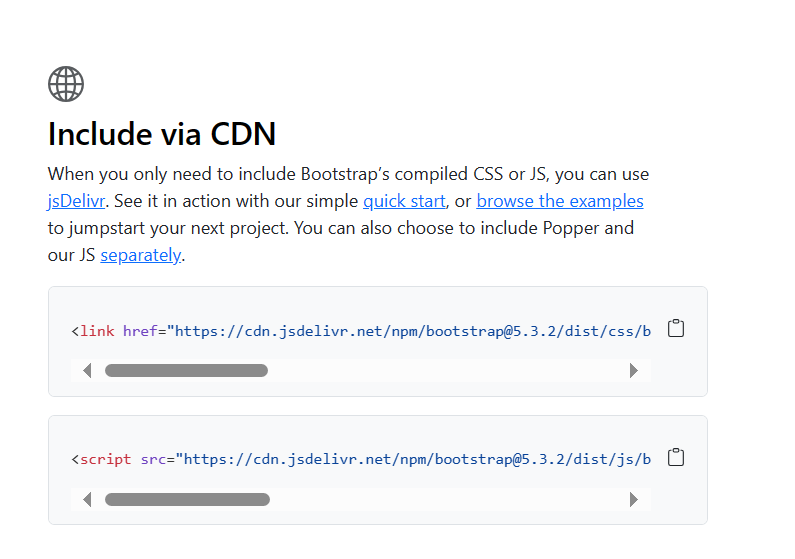 Include via CDN
When you only need to include Bootstrap’s compiled CSS or JS, you can use
jsDelivr. See it in action with our simple quick start, or browse the examples
to jumpstart your next project. You can also choose to include Popper and
our JS separately.
<link href="https://cdn.jsdelivr.net/npm/bootstrap@5.3.2/dist/css/b
<script src="https://cdn.jsdelivr.net/npm/bootstrap@5.3.2/dist/js/b